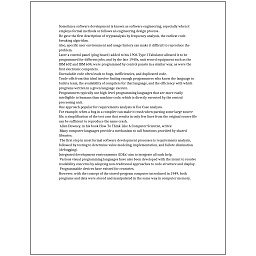 Sometimes software development is known as software engineering, especially when it
employs formal methods or follows an engineering design process.
He gave the first description of cryptanalysis by frequency analysis, the earliest code-
breaking algorithm.
Also, specific user environment and usage history can make it difficult to reproduce the
problem.
Later a control panel (plug board) added to his 1906 Type I Tabulator allowed it to be
programmed for different jobs, and by the late 1940s, unit record equipment such as the
IBM 602 and IBM 604, were programmed by control panels in a similar way, as were the
first electronic computers.
Unreadable code often leads to bugs, inefficiencies, and duplicated code.
Trade-offs from this ideal involve finding enough programmers who know the language to
build a team, the availability of compilers for that language, and the efficiency with which
programs written in a given language execute.
Programmers typically use high-level programming languages that are more easily
intelligible to humans than machine code, which is directly executed by the central
processing unit.
One approach popular for requirements analysis is Use Case analysis.
For example, when a bug in a compiler can make it crash when parsing some large source
file, a simplification of the test case that results in only few lines from the original source file
can be sufficient to reproduce the same crash.
Allen Downey, in his book How To Think Like A Computer Scientist, writes:
Many computer languages provide a mechanism to call functions provided by shared
libraries.
The first step in most formal software development processes is requirements analysis,
followed by testing to determine value modeling, implementation, and failure elimination
(debugging).
Integrated development environments (IDEs) aim to integrate all such help.
Various visual programming languages have also been developed with the intent to resolve
readability concerns by adopting non-traditional approaches to code structure and display.
Programmable devices have existed for centuries.
However, with the concept of the stored-program computer introduced in 1949, both
programs and data were stored and manipulated in the same way in computer memory.